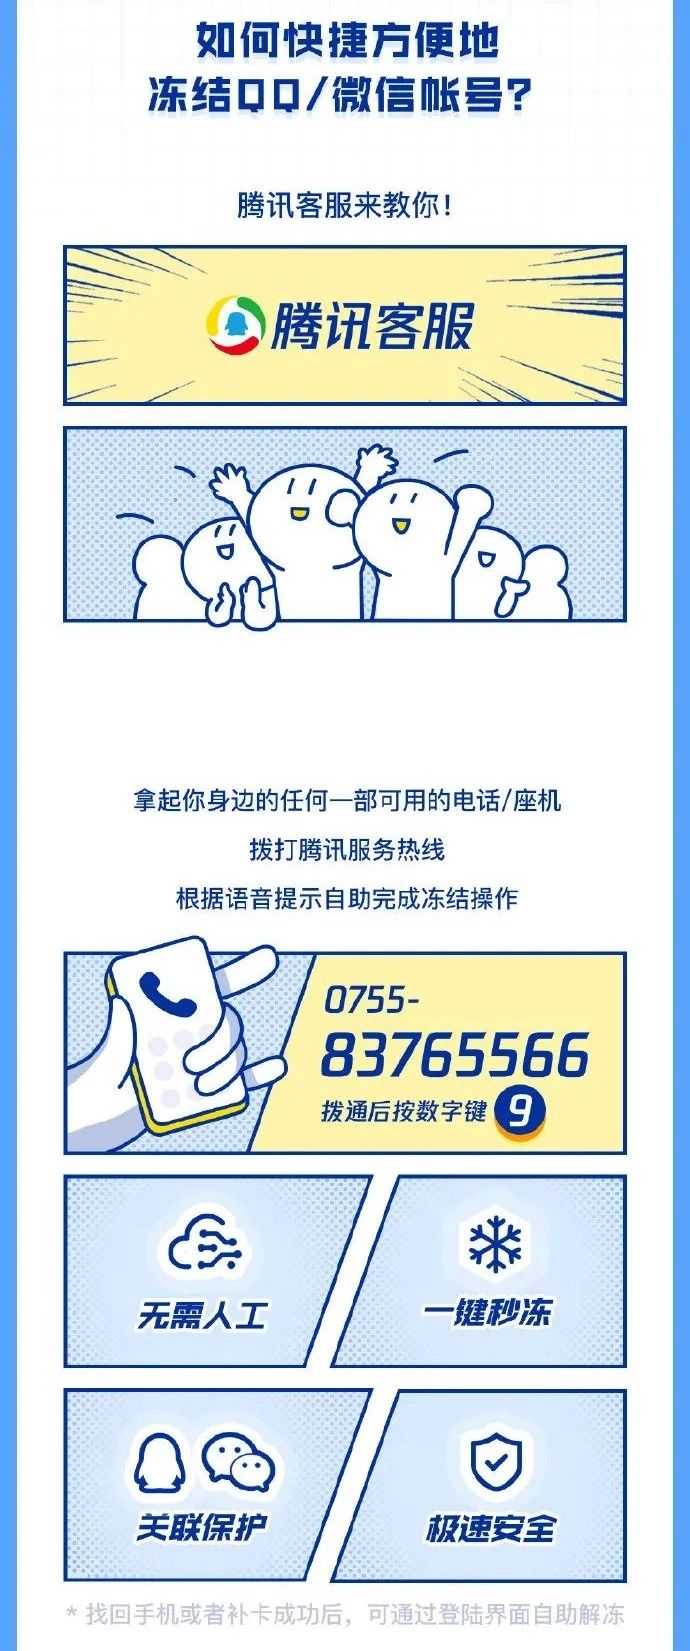 如何快捷方便地
冻结QQ/微信帐号？
腾讯客服来教你！
腾讯客服
拿起你身边的任何一部可用的电话/座机
拨打腾讯服务热线
根据语音提示自助完成冻结操作
0755-
83765566
拨通后按数字键 9
无需人工
一键秒冻
关联保护
极速安全
* 找回手机或者补卡成功后，可通过登陆界面自助解冻